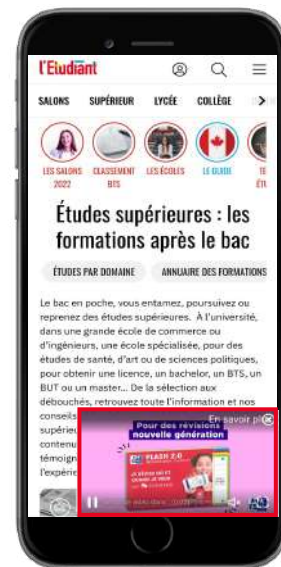 l'Etudiant
SALONS SUPÉRIEUR LYCÉE COLLÈGE
LES SALONS 2022
CLASSEMENT BTS
LES ÉCOLES
LE GUIDE
Études supérieures : les
formations après le bac
ÉTUDES PAR DOMAINE ANNUAIRE DES FORMATIONS
Le bac en poche, vous entamez, poursuivez ou
reprenez des études supérieures. À l'université,
dans une grande école de commerce ou
d'ingénieurs, une école spécialisée, pour des
études de santé, d'art ou de sciences politiques,
pour obtenir une licence, un bachelor, un BTS, un
BUT ou un master... De la sélection aux
débouchés, retrouvez toute l'information et nos
conseils
supérieu
contenu
témoign
l'expérie
En savoir pl
Pour des révisions
nouvelle génération
FLASH 2.0